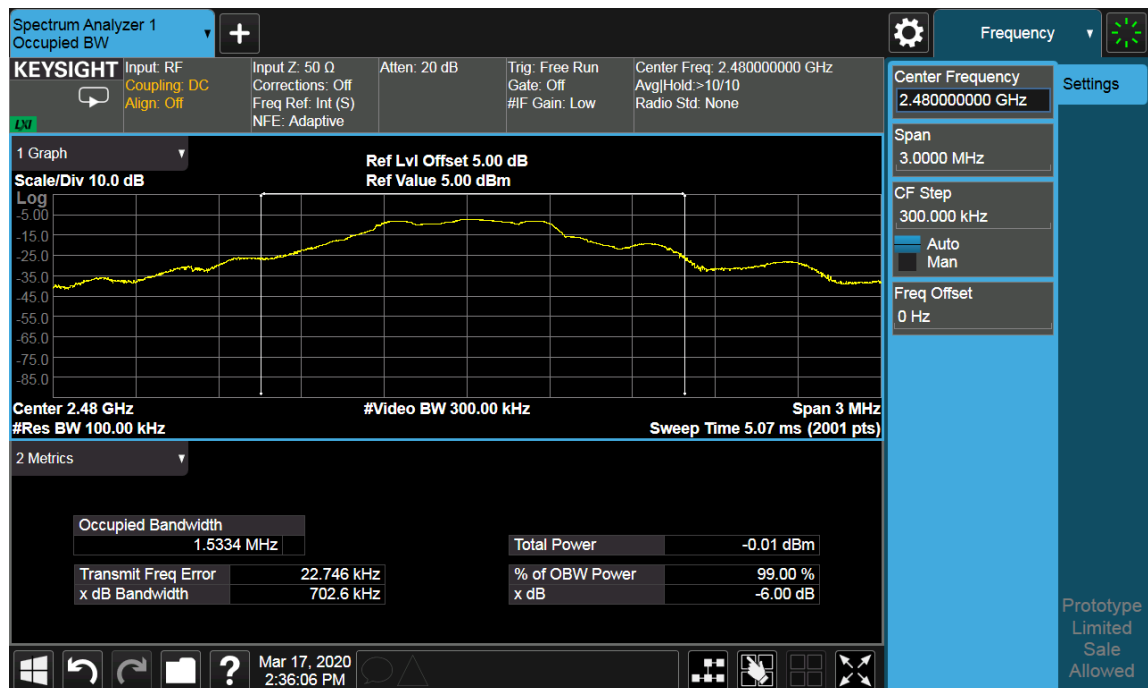 Spectrum Analyzer 1
Occupied BW
+
Frequency
KEYSIGHT
LXI
Input: RF
Coupling: DC
Align: Off
Input Z: 50 Ω
Corrections: Off
Freq Ref: Int (S)
NFE: Adaptive
Atten: 20 dB
Trig: Free Run
Gate: Off
#IF Gain: Low
Center Freq: 2.480000000 GHz
Avg|Hold:>10/10
Radio Std: None
Center Frequency
2.480000000 GHz
Settings
Span
3.0000 MHz
CF Step
300.000 kHz
Auto
Man
Freq Offset
0 Hz
1 Graph
Scale/Div 10.0 dB
Ref Lvl Offset 5.00 dB
Ref Value 5.00 dBm
Log
-5.00
-15.0
-25.0
-35.0
-45.0
-55.0
-65.0
-75.0
-85.0
Center 2.48 GHz
#Video BW 300.00 kHz
Span 3 MHz
#Res BW 100.00 kHz
Sweep Time 5.07 ms (2001 pts)
2 Metrics
Occupied Bandwidth
1.5334 MHz
Total Power -0.01 dBm
Transmit Freq Error 22.746 kHz
% of OBW Power 99.00 %
x dB Bandwidth 702.6 kHz
x dB -6.00 dB
Prototype
Limited
Sale
Allowed
?
Mar 17, 2020
2:36:06 PM